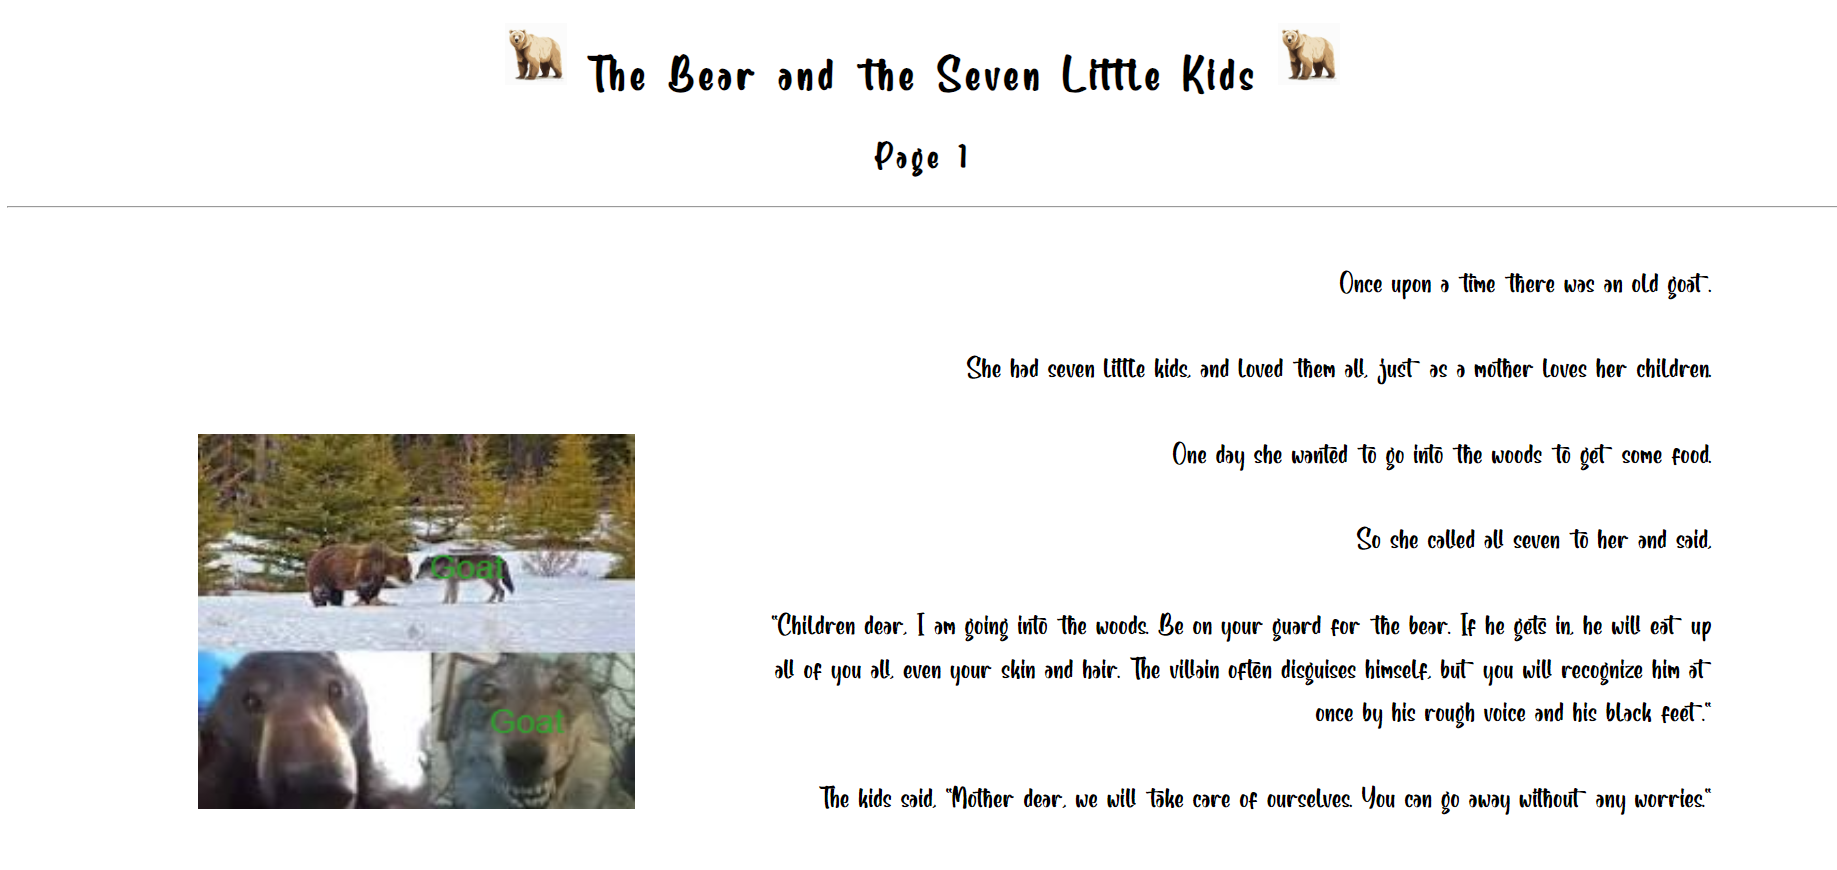 The Bear and the Seven Little Kids
Page 1
Once upon a time there was an old goat.
She had seven little kids, and loved them all, just as a mother loves her children.
One day she wanted to go into the woods to get some food.
So she called all seven to her and said,
"Children dear, I am going into the woods. Be on your guard for the bear. If he gets in, he will eat up
all of you all, even your skin and hair. The villain often disguises himself, but you will recognize him at
once by his rough voice and his black feet."
The kids said, "Mother dear, we will take care of ourselves. You can go away without any worries."
Goat
Goat